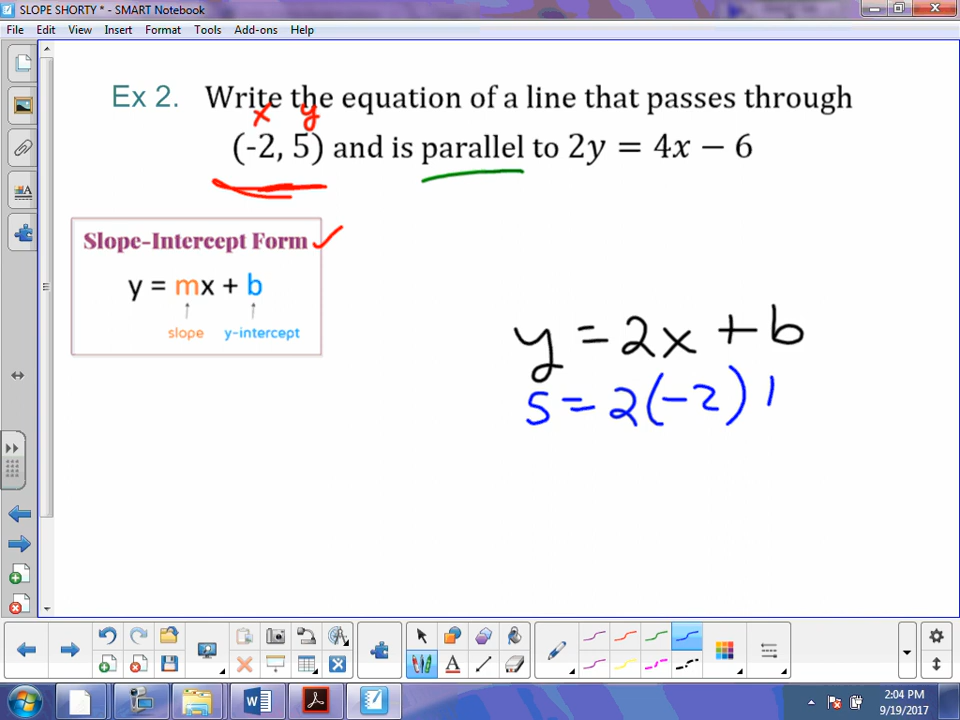 SLOPE SHORTY * - SMART Notebook
File Edit View Insert Format Tools Add-ons Help
Ex 2. Write the equation of a line that passes through
x y
(-2, 5) and is parallel to 2y = 4x − 6
Slope-Intercept Form
y = mx + b
slope y-intercept
y = 2x + b
5 = 2(-2)
2:04 PM
9/19/2017